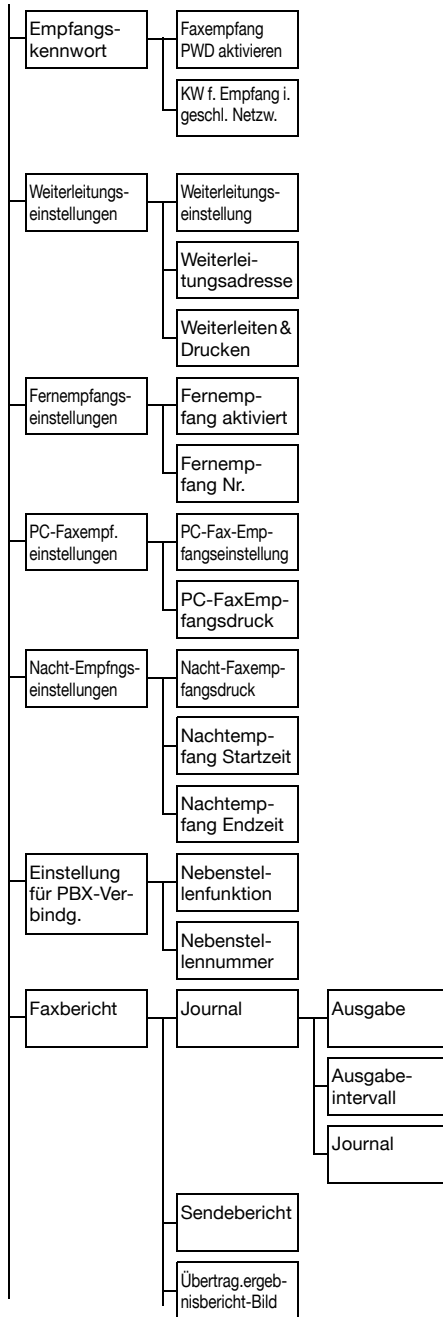 Empfangs-
kennwort
Faxempfang
PWD aktivieren
KW f. Empfang i.
geschl. Netzw.
Weiterleitungs-
einstellungen
Weiterleitungs-
einstellung
Weiterlei-
tungsadresse
Weiterleiten &
Drucken
Fernempfangs-
einstellungen
Fernemp-
fang aktiviert
Fernemp-
fang Nr.
PC-Faxempf.
einstellungen
PC-Fax-Emp-
fangseinstellung
PC-FaxEmp-
fangsdruck
Nacht-Empfngs-
einstellungen
Nacht-Faxemp-
fangsdruck
Nachtemp-
fang Startzeit
Nachtemp-
fang Endzeit
Einstellung
für PBX-Ver-
bindg.
Nebenstel-
lenfunktion
Nebenstel-
lennummer
Faxbericht
Journal
Ausgabe
Ausgabe-
intervall
Journal
Sendebericht
Übertrag.ergeb-
nisbericht-Bild